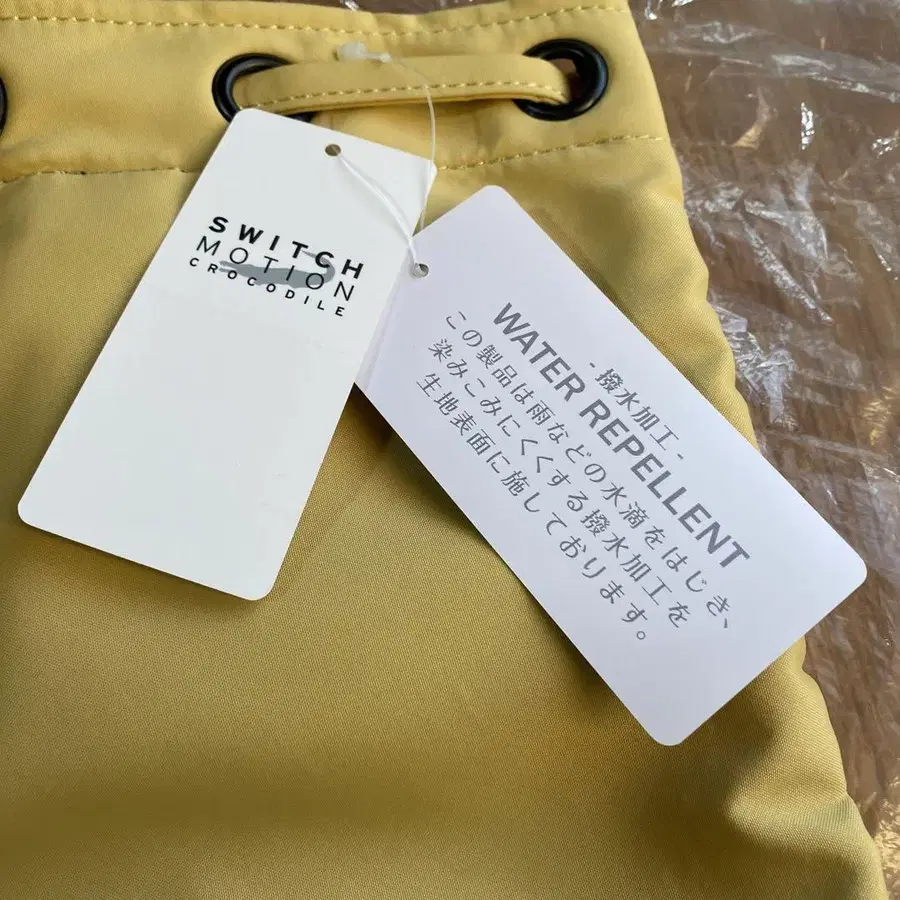 SWITCH
MOTION
CROCODILE
- 撥水加工 -
WATER REPELLENT
この製品は雨などの水滴をはじき、
染みこみにくくする撥水加工を
生地表面に施しております。